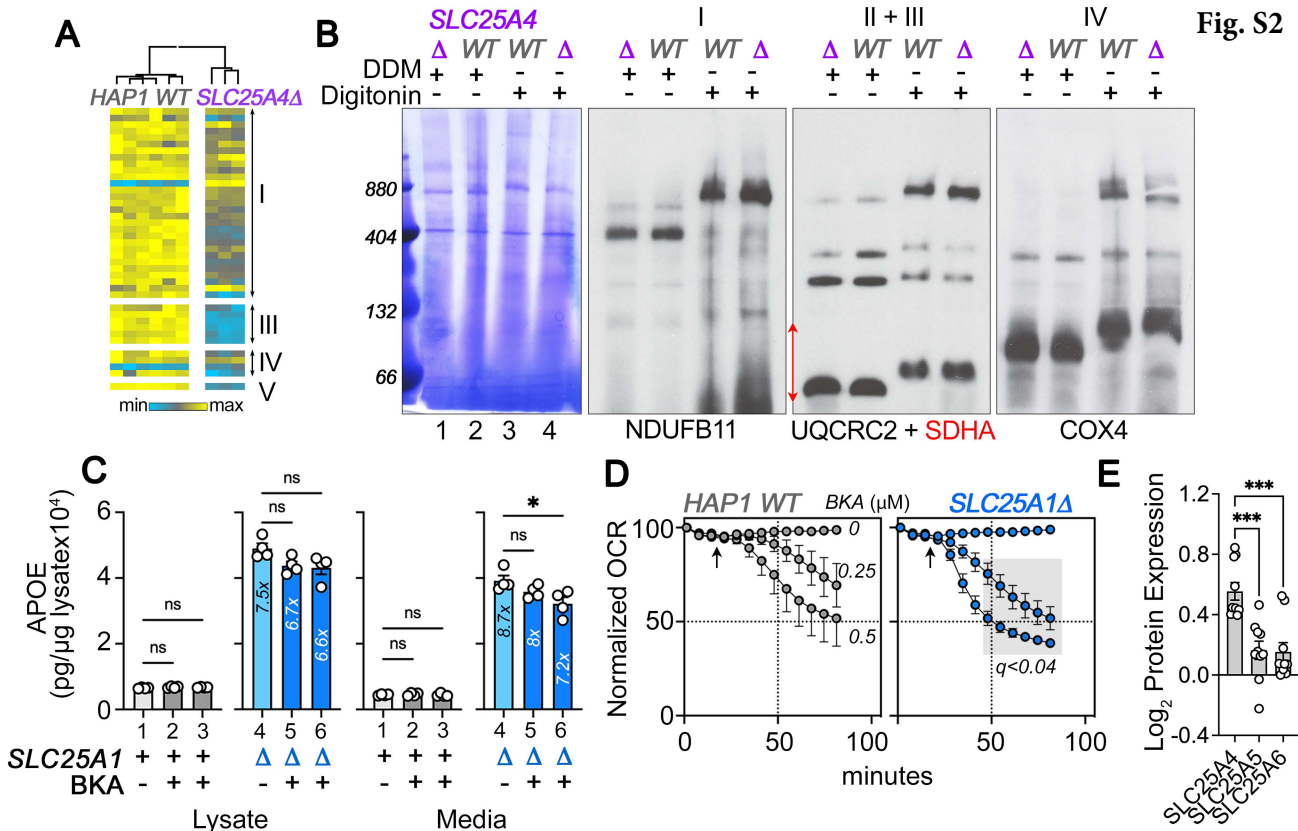 Fig. S2
A
HAP1 WT SLC25A4Δ
I
III
IV
V
min max
B
SLC25A4 I II + III IV
Δ WT WT Δ Δ WT WT Δ Δ WT WT Δ Δ WT WT Δ
DDM + + - - + + - - + + - - + + - -
Digitonin - - + + - - + + - - + + - - + +
880
404
132
66
1 2 3 4 NDUFB11 UQCRC2 + SDHA COX4
C
APOE
(pg/µg lysatex10⁴)
6
4
2
0
ns
ns
ns
ns
7.5x 6.7x 6.6x
ns
ns
ns
*
8.7x 8x 7.2x
1 2 3 4 5 6 1 2 3 4 5 6
SLC25A1 + + + Δ Δ Δ + + + Δ Δ Δ
BKA - + + - + + - + + - + +
Lysate Media
D
HAP1 WT BKA (µM) SLC25A1Δ
Normalized OCR
100
50
0
0
0.25
0.5
q<0.04
0 50 100 50 100
minutes
E
Log₂ Protein Expression
1.2
0.8
0.4
0.0
-0.4
***
***
SLC25A4
SLC25A5
SLC25A6